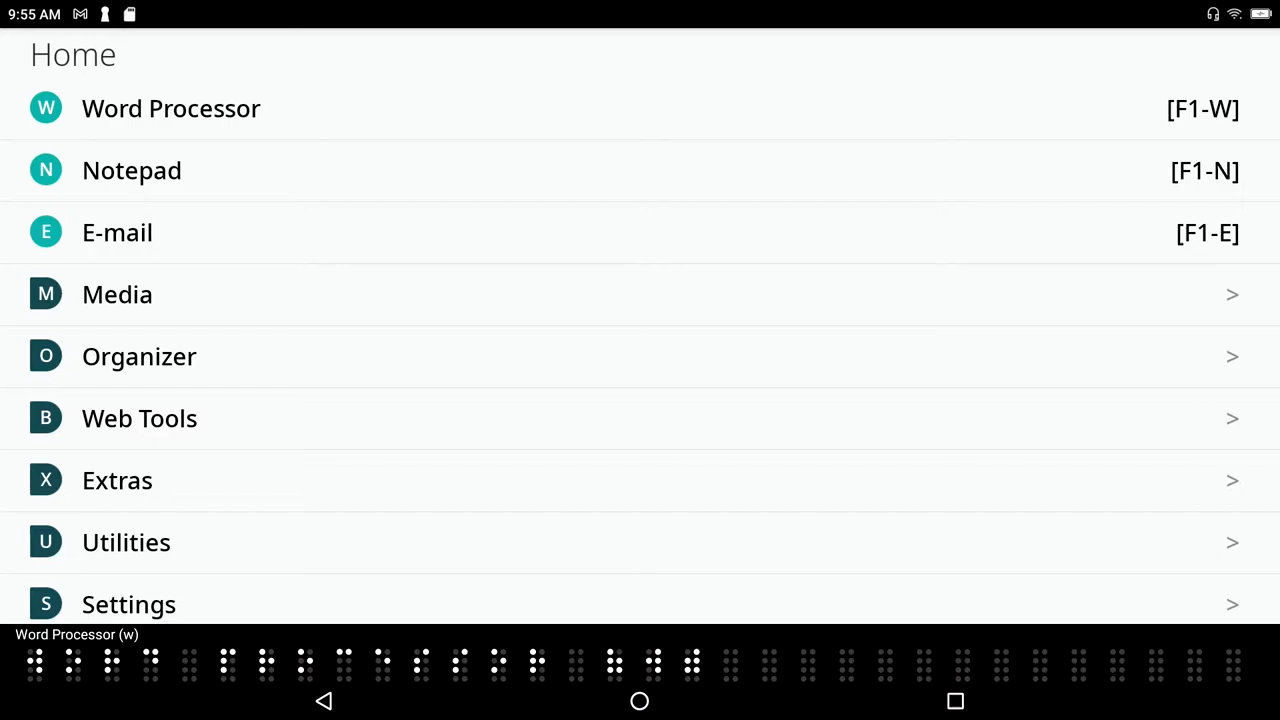 9:55 AM
Home
W Word Processor [F1-W]
N Notepad [F1-N]
E E-mail [F1-E]
M Media >
O Organizer >
B Web Tools >
X Extras >
U Utilities >
S Settings >
Word Processor (w)